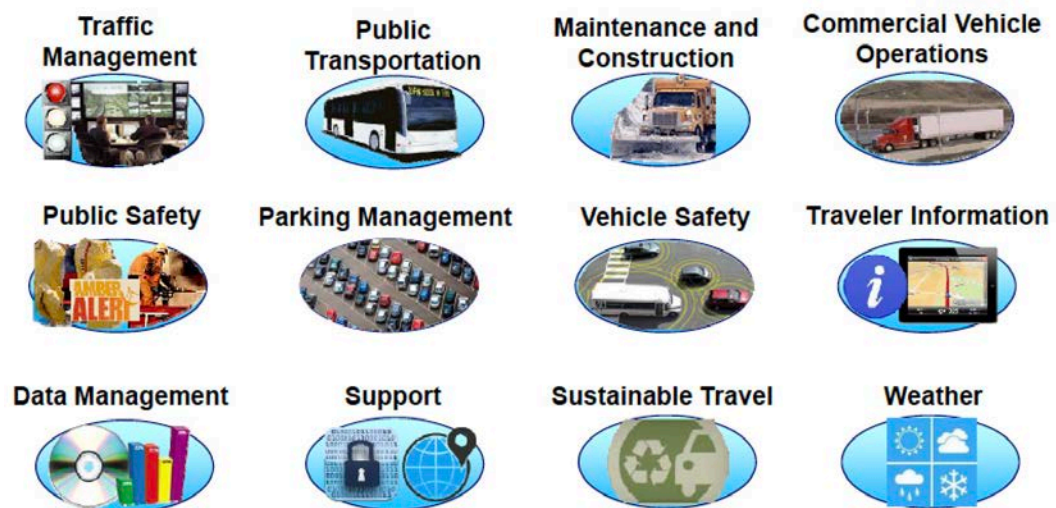 Traffic
Management
Public
Transportation
Maintenance and
Construction
Commercial Vehicle
Operations
Public Safety
Parking Management
Vehicle Safety
Traveler Information
AMBER
ALERT
i
Data Management
Support
Sustainable Travel
Weather